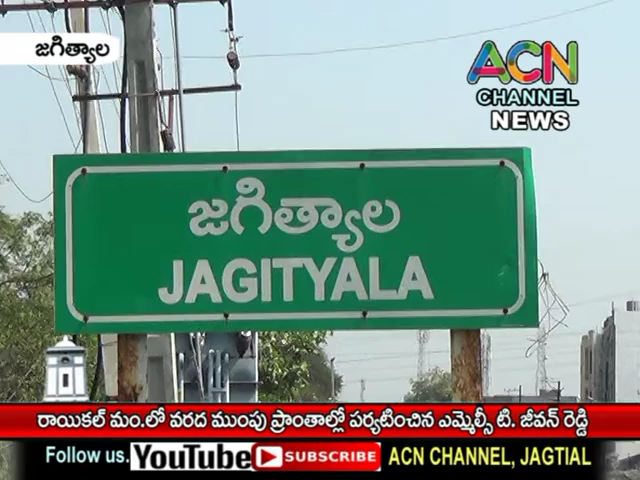 జగిత్యాల
ACN
CHANNEL
NEWS
జగిత్యాల
JAGITYALA
రాయికల్ మం.లో వరద ముంపు ప్రాంతాల్లో పర్యటించిన ఎమ్మెల్సీ టి. జీవన్ రెడ్డి
Follow us. YouTube SUBSCRIBE ACN CHANNEL, JAGTIAL